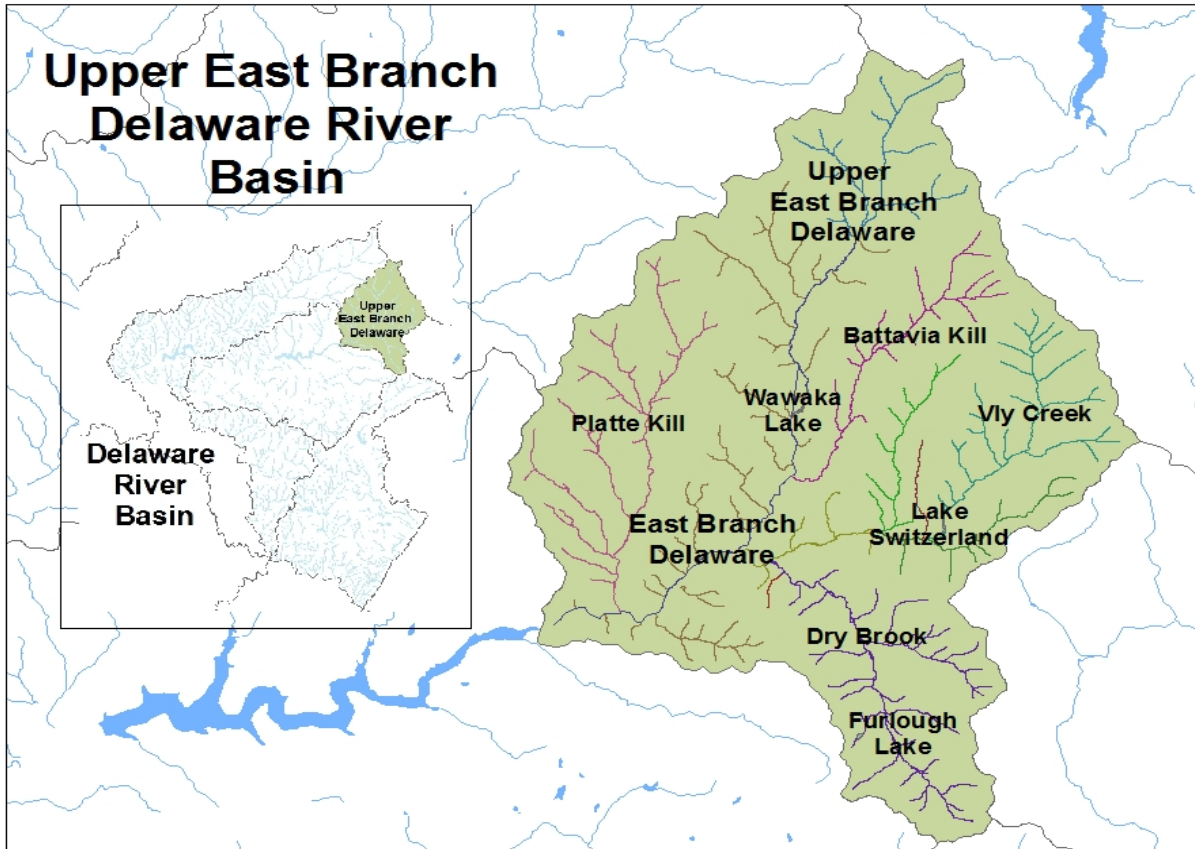 Upper East Branch
Delaware River
Basin
Upper
East Branch
Delaware
Delaware
River
Basin
Upper
East Branch
Delaware
Battavia Kill
Wawaka
Lake
Platte Kill
Vly Creek
Lake
Switzerland
East Branch
Delaware
Dry Brook
Furlough
Lake